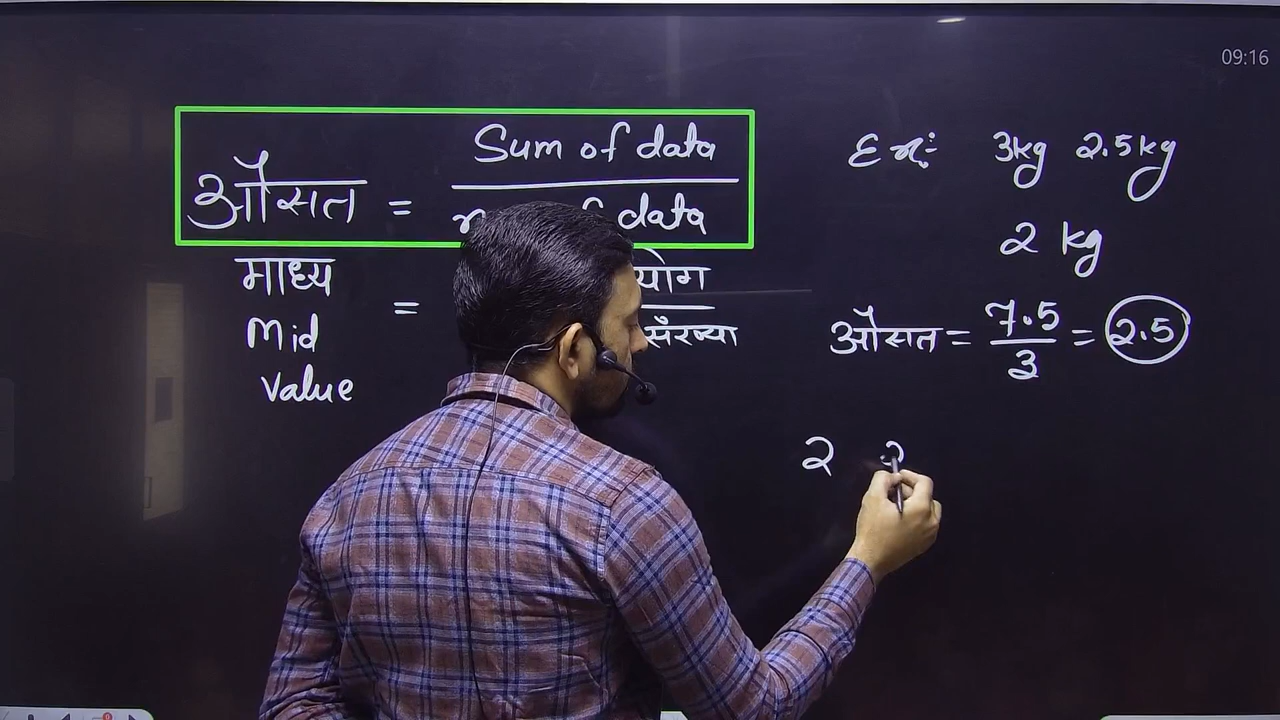 09:16
Sum of data
औसत = data
माध्य = योग
Mid संख्या
value
Ex:- 3kg 2.5kg
2 kg
औसत = 7.5 / 3 = 2.5
2